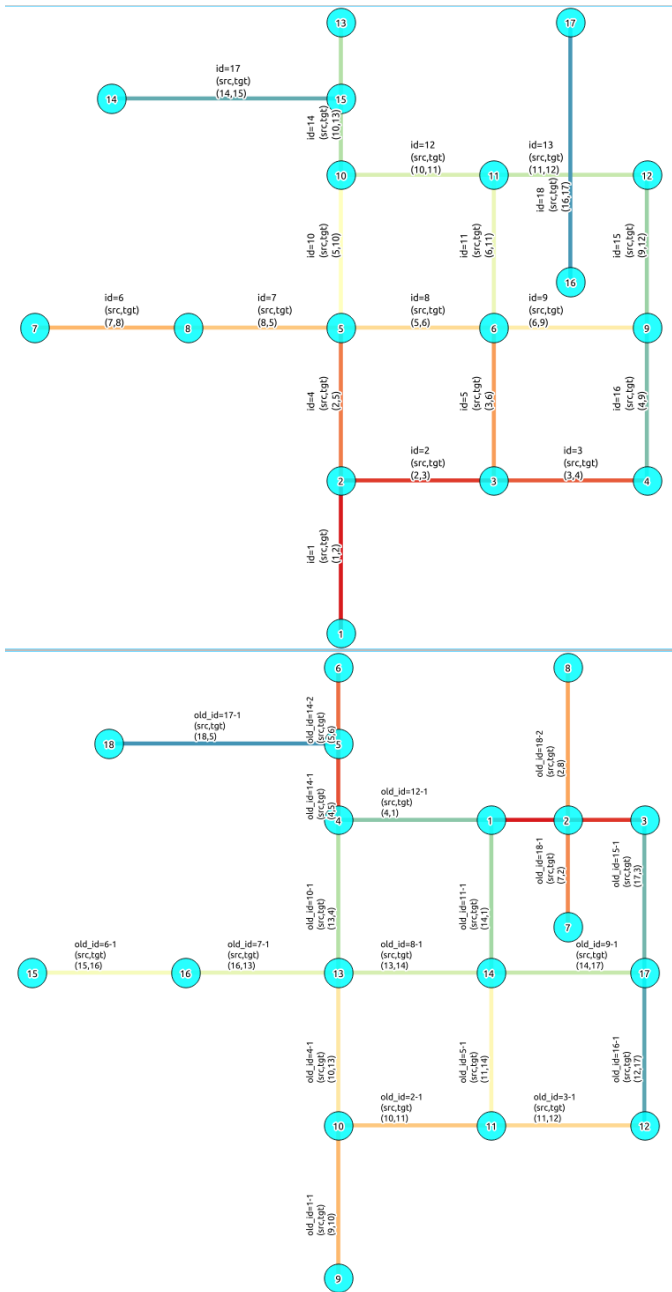 13
17
id=17
(src,tgt)
(14,15)
14
15
id=14
(src,tgt)
(10,13)
id=12
(src,tgt)
(10,11)
id=13
(src,tgt)
(11,12)
10
11
12
id=18
(src,tgt)
(16,17)
id=10
(src,tgt)
(5,10)
id=11
(src,tgt)
(6,11)
id=15
(src,tgt)
(9,12)
16
id=6
(src,tgt)
(7,8)
id=7
(src,tgt)
(8,5)
id=8
(src,tgt)
(5,6)
id=9
(src,tgt)
(6,9)
7
8
5
6
9
id=4
(src,tgt)
(2,5)
id=5
(src,tgt)
(3,6)
id=16
(src,tgt)
(4,9)
id=2
(src,tgt)
(2,3)
id=3
(src,tgt)
(3,4)
2
3
4
id=1
(src,tgt)
(1,2)
1
6
8
old_id=14-2
(src,tgt)
(5,6)
old_id=17-1
(src,tgt)
(18,5)
18
5
old_id=18-2
(src,tgt)
(2,8)
old_id=14-1
(src,tgt)
(4,5)
old_id=12-1
(src,tgt)
(4,1)
4
1
2
3
old_id=18-1
(src,tgt)
(7,2)
old_id=15-1
(src,tgt)
(17,3)
old_id=10-1
(src,tgt)
(13,4)
old_id=11-1
(src,tgt)
(14,1)
7
old_id=6-1
(src,tgt)
(15,16)
old_id=7-1
(src,tgt)
(16,13)
old_id=8-1
(src,tgt)
(13,14)
old_id=9-1
(src,tgt)
(14,17)
15
16
13
14
17
old_id=4-1
(src,tgt)
(10,13)
old_id=5-1
(src,tgt)
(11,14)
old_id=16-1
(src,tgt)
(12,17)
old_id=2-1
(src,tgt)
(10,11)
old_id=3-1
(src,tgt)
(11,12)
10
11
12
old_id=1-1
(src,tgt)
(9,10)
9